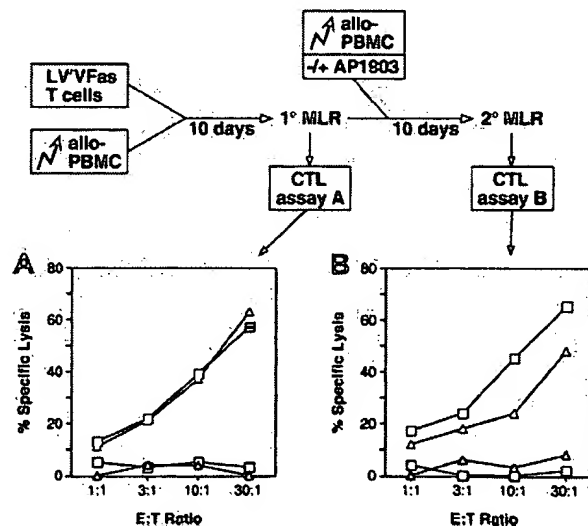 allo-
PBMC
-/+ AP1903
LV'VFas
T cells
allo-
PBMC
10 days
1° MLR
10 days
2° MLR
CTL
assay A
CTL
assay B
A
80
60
40
20
0
% Specific Lysis
1:1
3:1
10:1
30:1
E:T Ratio
B
80
60
40
20
0
% Specific Lysis
1:1
3:1
10:1
30:1
E:T Ratio